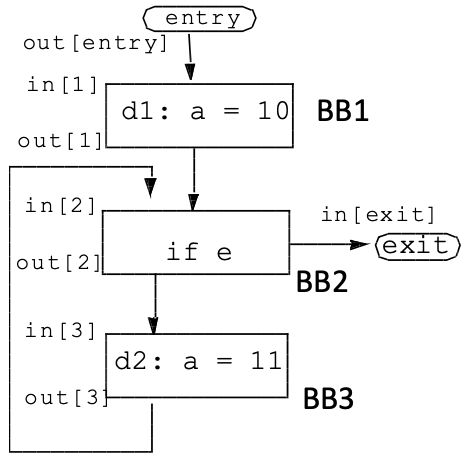 entry
out[entry]
in[1]
d1: a = 10
BB1
out[1]
in[2]
in[exit]
if e
exit
out[2]
BB2
in[3]
d2: a = 11
out[3]
BB3